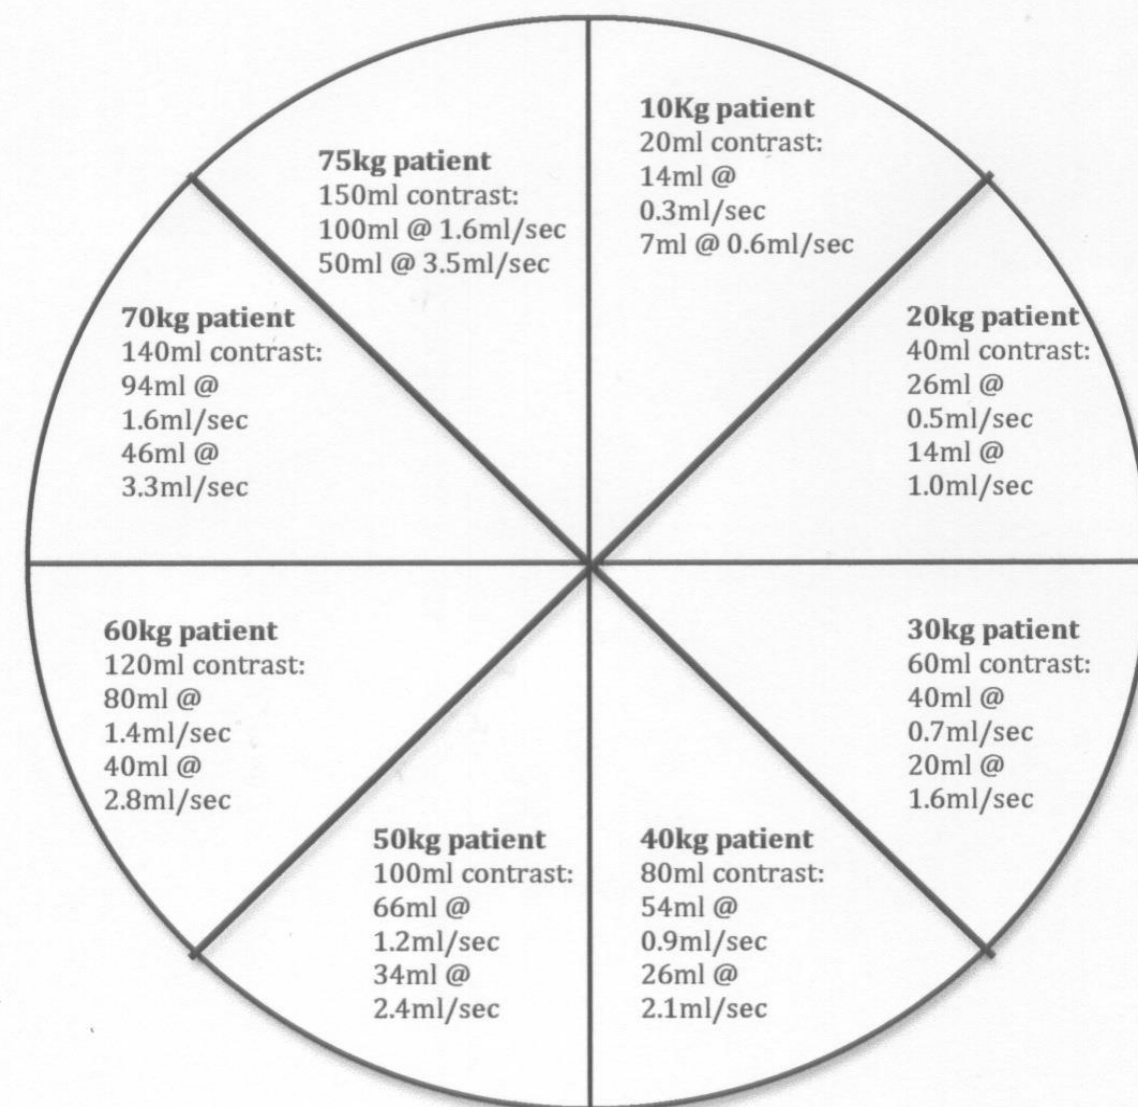 10Kg patient
20ml contrast:
14ml @
0.3ml/sec
7ml @ 0.6ml/sec
20kg patient
40ml contrast:
26ml @
0.5ml/sec
14ml @
1.0ml/sec
30kg patient
60ml contrast:
40ml @
0.7ml/sec
20ml @
1.6ml/sec
40kg patient
80ml contrast:
54ml @
0.9ml/sec
26ml @
2.1ml/sec
50kg patient
100ml contrast:
66ml @
1.2ml/sec
34ml @
2.4ml/sec
60kg patient
120ml contrast:
80ml @
1.4ml/sec
40ml @
2.8ml/sec
70kg patient
140ml contrast:
94ml @
1.6ml/sec
46ml @
3.3ml/sec
75kg patient
150ml contrast:
100ml @ 1.6ml/sec
50ml @ 3.5ml/sec